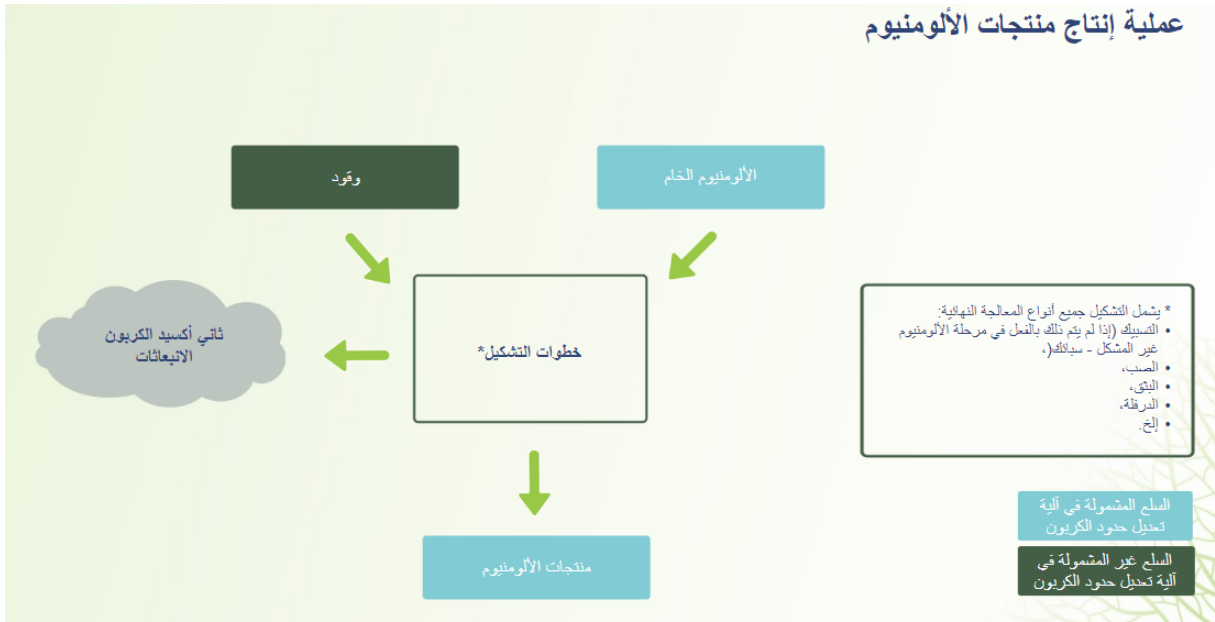 عملية إنتاج منتجات الألومنيوم
الألومنيوم الخام
وقود
خطوات التشكيل*
ثاني أكسيد الكربون
الانبعاثات
منتجات الألومنيوم
* يشمل التشكيل جميع أنواع المعالجة النهائية:
• التسبيك (إذا لم يتم ذلك بالفعل في مرحلة الألومنيوم
غير المشكل - سبائك(،
• الصب،
• البثق،
• الدرفلة،
• إلخ.
السلع المشمولة في آلية
تعديل حدود الكربون
السلع غير المشمولة في
آلية تعديل حدود الكربون